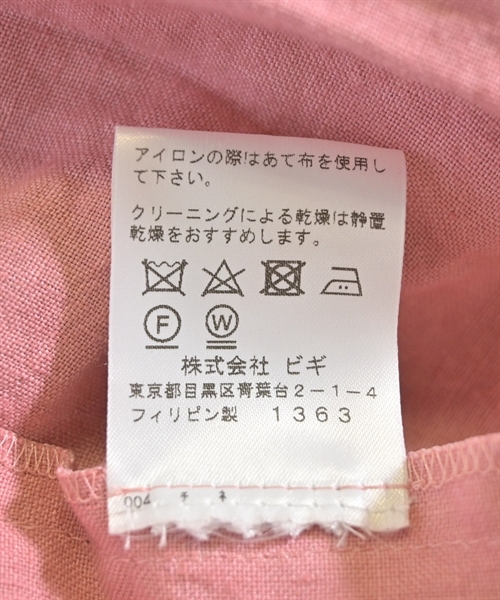 アイロンの際はあて布を使用し
て下さい。
クリーニングによる乾燥は静置
乾燥をおすすめします。
F W
株式会社 ビギ
東京都目黒区青葉台2-1-4
フィリピン製 1363
004 チ ネ